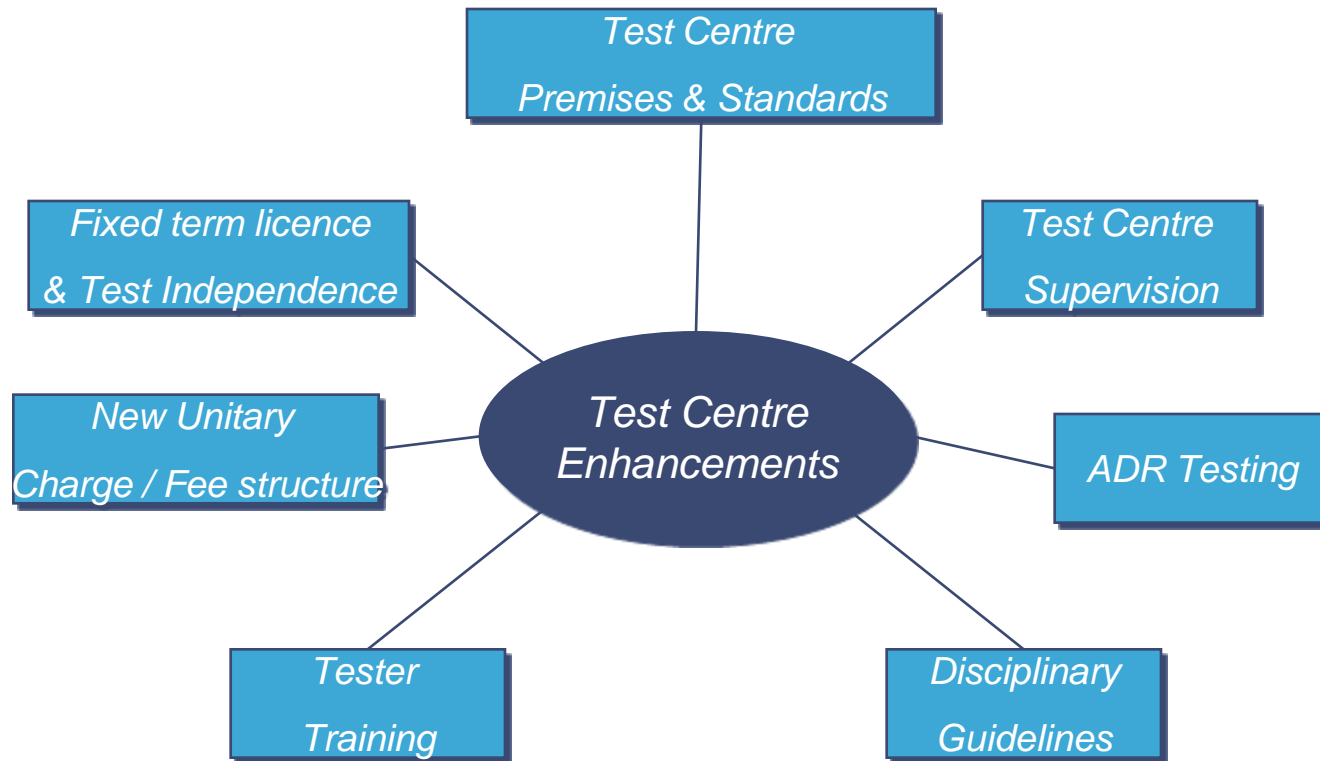 Test Centre
Premises & Standards
Fixed term licence
& Test Independence
Test Centre
Supervision
New Unitary
Charge / Fee structure
Test Centre
Enhancements
ADR Testing
Tester
Training
Disciplinary
Guidelines